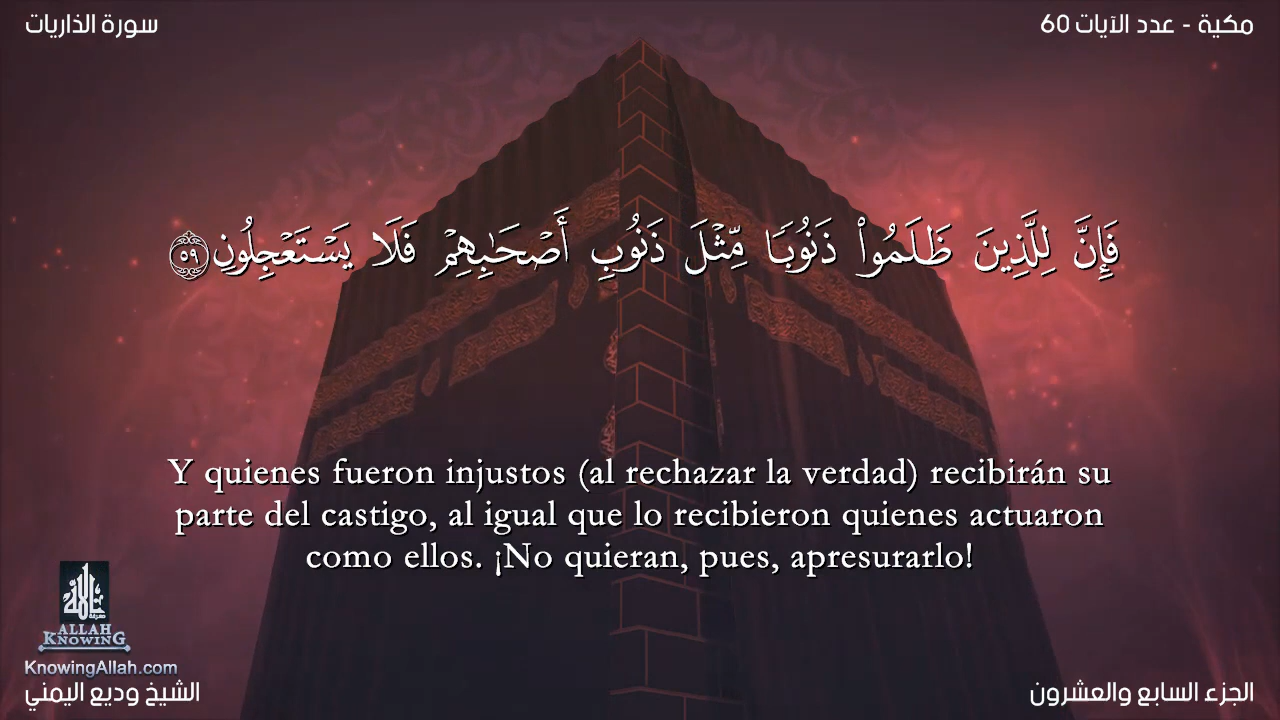 سورة الذاريات
مكية - عدد الآيات 60
فَإِنَّ لِلَّذِينَ ظَلَمُوا۟ ذَنُوبًا مِّثْلَ ذَنُوبِ أَصْحَـٰبِهِمْ فَلَا يَسْتَعْجِلُونِ ٥٩
Y quienes fueron injustos (al rechazar la verdad) recibirán su
parte del castigo, al igual que lo recibieron quienes actuaron
como ellos. ¡No quieran, pues, apresurarlo!
معرفة الله
ALLAH
KNOWING
KnowingAllah.com
الشيخ وديع اليمني
الجزء السابع والعشرون